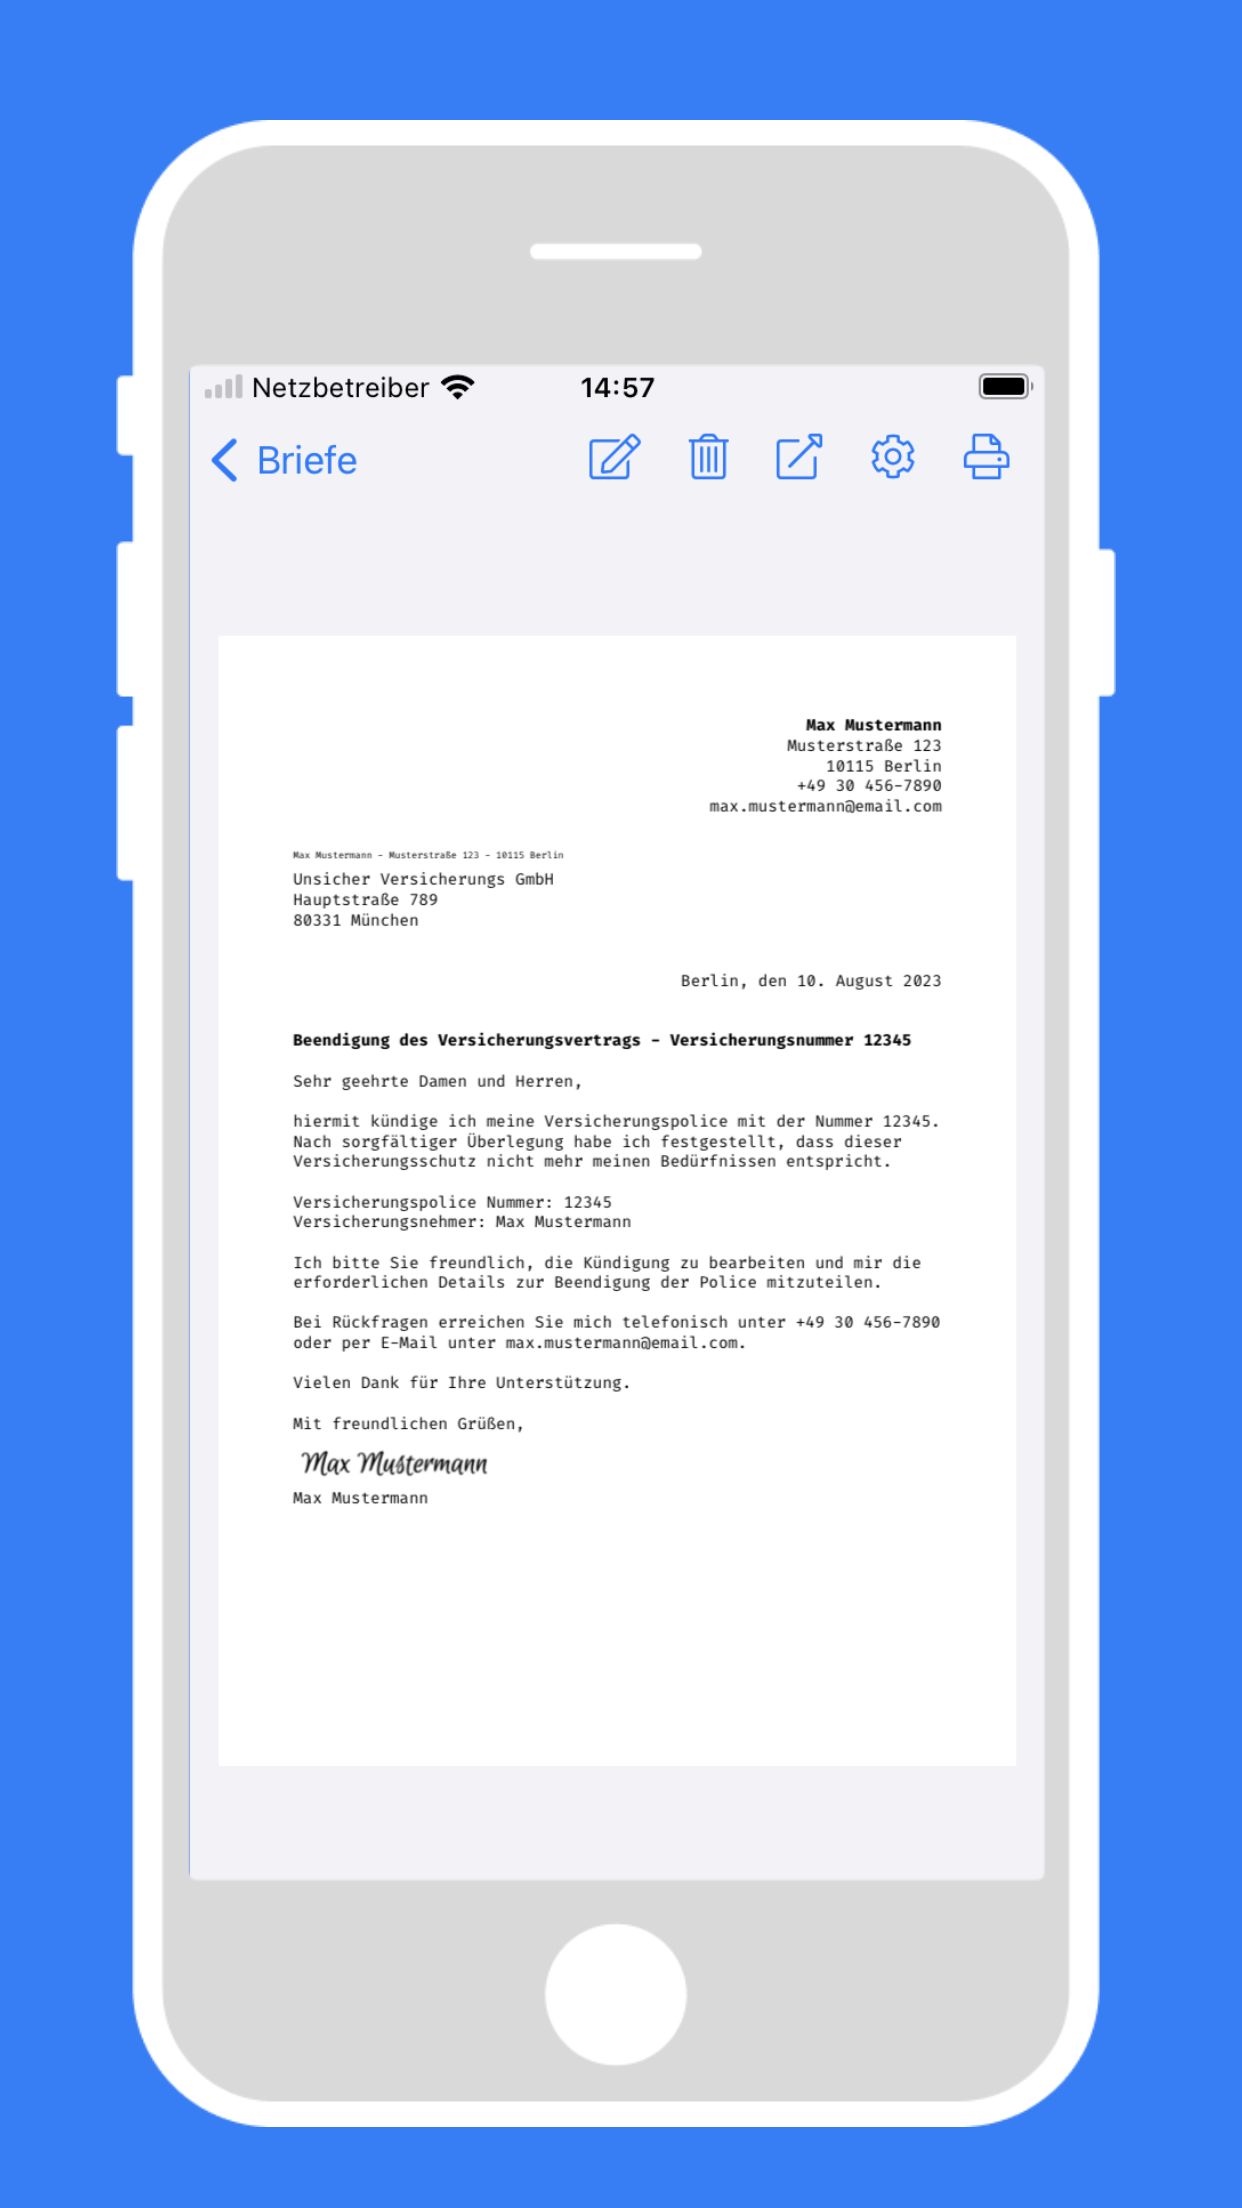 Netzbetreiber 14:57
Briefe
Max Mustermann
Musterstraße 123
10115 Berlin
+49 30 456-7890
max.mustermann@email.com
Max Mustermann - Musterstraße 123 - 10115 Berlin
Unsicher Versicherungs GmbH
Hauptstraße 789
80331 München
Berlin, den 10. August 2023
Beendigung des Versicherungsvertrags - Versicherungsnummer 12345
Sehr geehrte Damen und Herren,
hiermit kündige ich meine Versicherungspolice mit der Nummer 12345.
Nach sorgfältiger Überlegung habe ich festgestellt, dass dieser
Versicherungsschutz nicht mehr meinen Bedürfnissen entspricht.
Versicherungspolice Nummer: 12345
Versicherungsnehmer: Max Mustermann
Ich bitte Sie freundlich, die Kündigung zu bearbeiten und mir die
erforderlichen Details zur Beendigung der Police mitzuteilen.
Bei Rückfragen erreichen Sie mich telefonisch unter +49 30 456-7890
oder per E-Mail unter max.mustermann@email.com.
Vielen Dank für Ihre Unterstützung.
Mit freundlichen Grüßen,
Max Mustermann
Max Mustermann